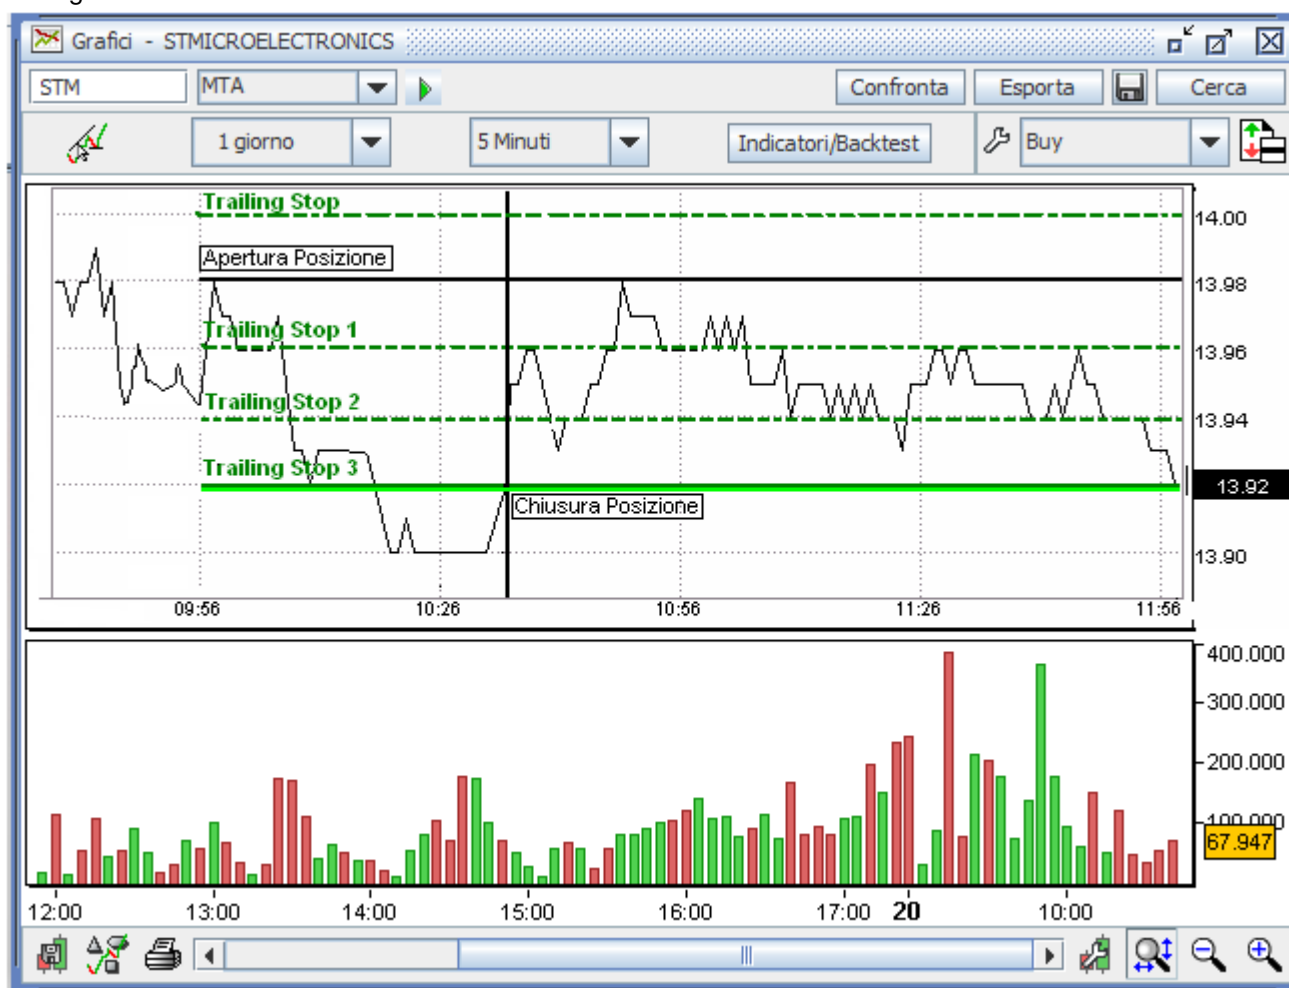 Grafici - STMICROELECTRONICS
STM MTA Confronta Esporta Cerca
1 giorno 5 Minuti Indicatori/Backtest Buy
Trailing Stop
14.00
Apertura Posizione
13.98
Trailing Stop 1
13.96
Trailing Stop 2
13.94
Trailing Stop 3
13.92
Chiusura Posizione
13.90
09:56 10:26 10:56 11:26 11:56
400.000
300.000
200.000
100.000
67.947
12:00 13:00 14:00 15:00 16:00 17:00 20 10:00